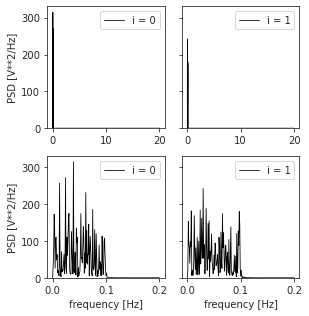 PSD [V**2/Hz]
300
200
100
0
i = 0
i = 1
0 10 20
0 10 20
PSD [V**2/Hz]
300
200
100
0
i = 0
i = 1
0.0 0.1 0.2
0.0 0.1 0.2
frequency [Hz]
frequency [Hz]